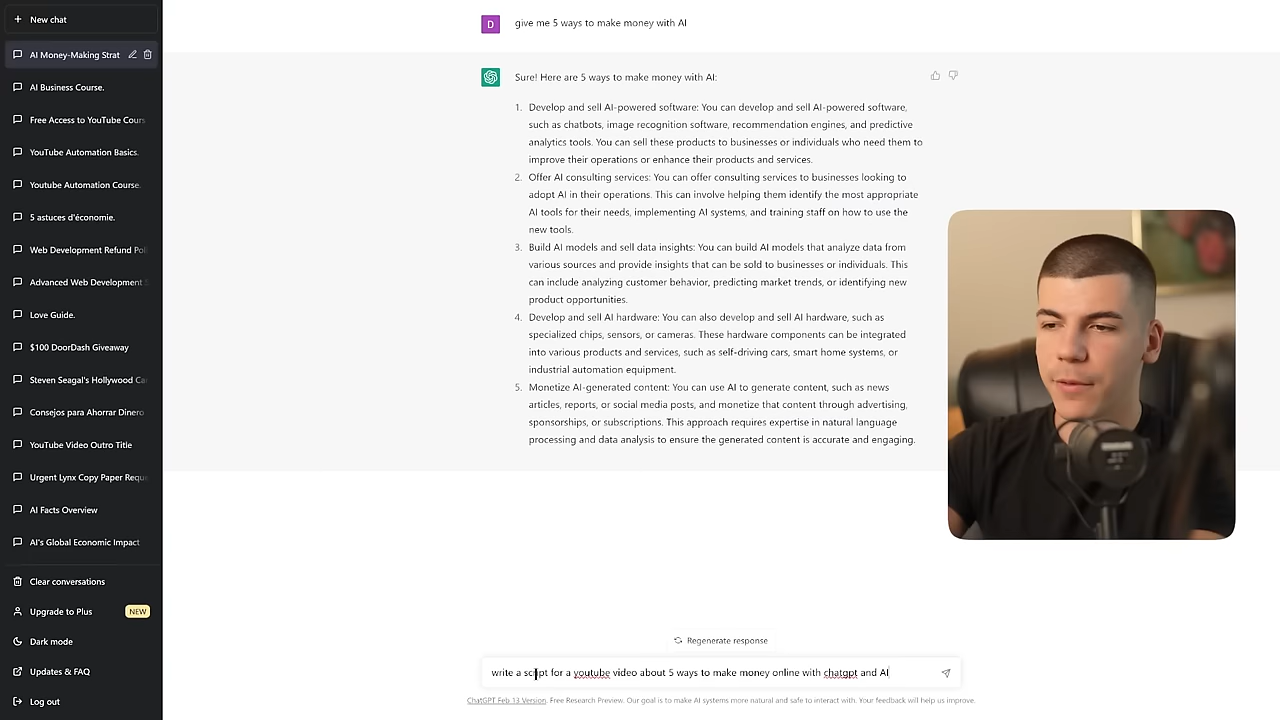 New chat
AI Money-Making Strat
AI Business Course.
Free Access to YouTube Cours
YouTube Automation Basics.
Youtube Automation Course.
5 astuces d'économie.
Web Development Refund Poli
Advanced Web Development S
Love Guide.
$100 DoorDash Giveaway
Steven Seagal's Hollywood Ca
Consejos para Ahorrar Dinero
YouTube Video Outro Title
Urgent Lynx Copy Paper Reque
AI Facts Overview
AI's Global Economic Impact
Clear conversations
Upgrade to Plus NEW
Dark mode
Updates & FAQ
Log out
D give me 5 ways to make money with AI
Sure! Here are 5 ways to make money with AI:
1. Develop and sell AI-powered software: You can develop and sell AI-powered software,
such as chatbots, image recognition software, recommendation engines, and predictive
analytics tools. You can sell these products to businesses or individuals who need them to
improve their operations or enhance their products and services.
2. Offer AI consulting services: You can offer consulting services to businesses looking to
adopt AI in their operations. This can involve helping them identify the most appropriate
AI tools for their needs, implementing AI systems, and training staff on how to use the
new tools.
3. Build AI models and sell data insights: You can build AI models that analyze data from
various sources and provide insights that can be sold to businesses or individuals. This
can include analyzing customer behavior, predicting market trends, or identifying new
product opportunities.
4. Develop and sell AI hardware: You can also develop and sell AI hardware, such as
specialized chips, sensors, or cameras. These hardware components can be integrated
into various products and services, such as self-driving cars, smart home systems, or
industrial automation equipment.
5. Monetize AI-generated content: You can use AI to generate content, such as news
articles, reports, or social media posts, and monetize that content through advertising,
sponsorships, or subscriptions. This approach requires expertise in natural language
processing and data analysis to ensure the generated content is accurate and engaging.
Regenerate response
write a script for a youtube video about 5 ways to make money online with chatgpt and AI
ChatGPT Feb 13 Version. Free Research Preview. Our goal is to make AI systems more natural and safe to interact with. Your feedback will help us improve.